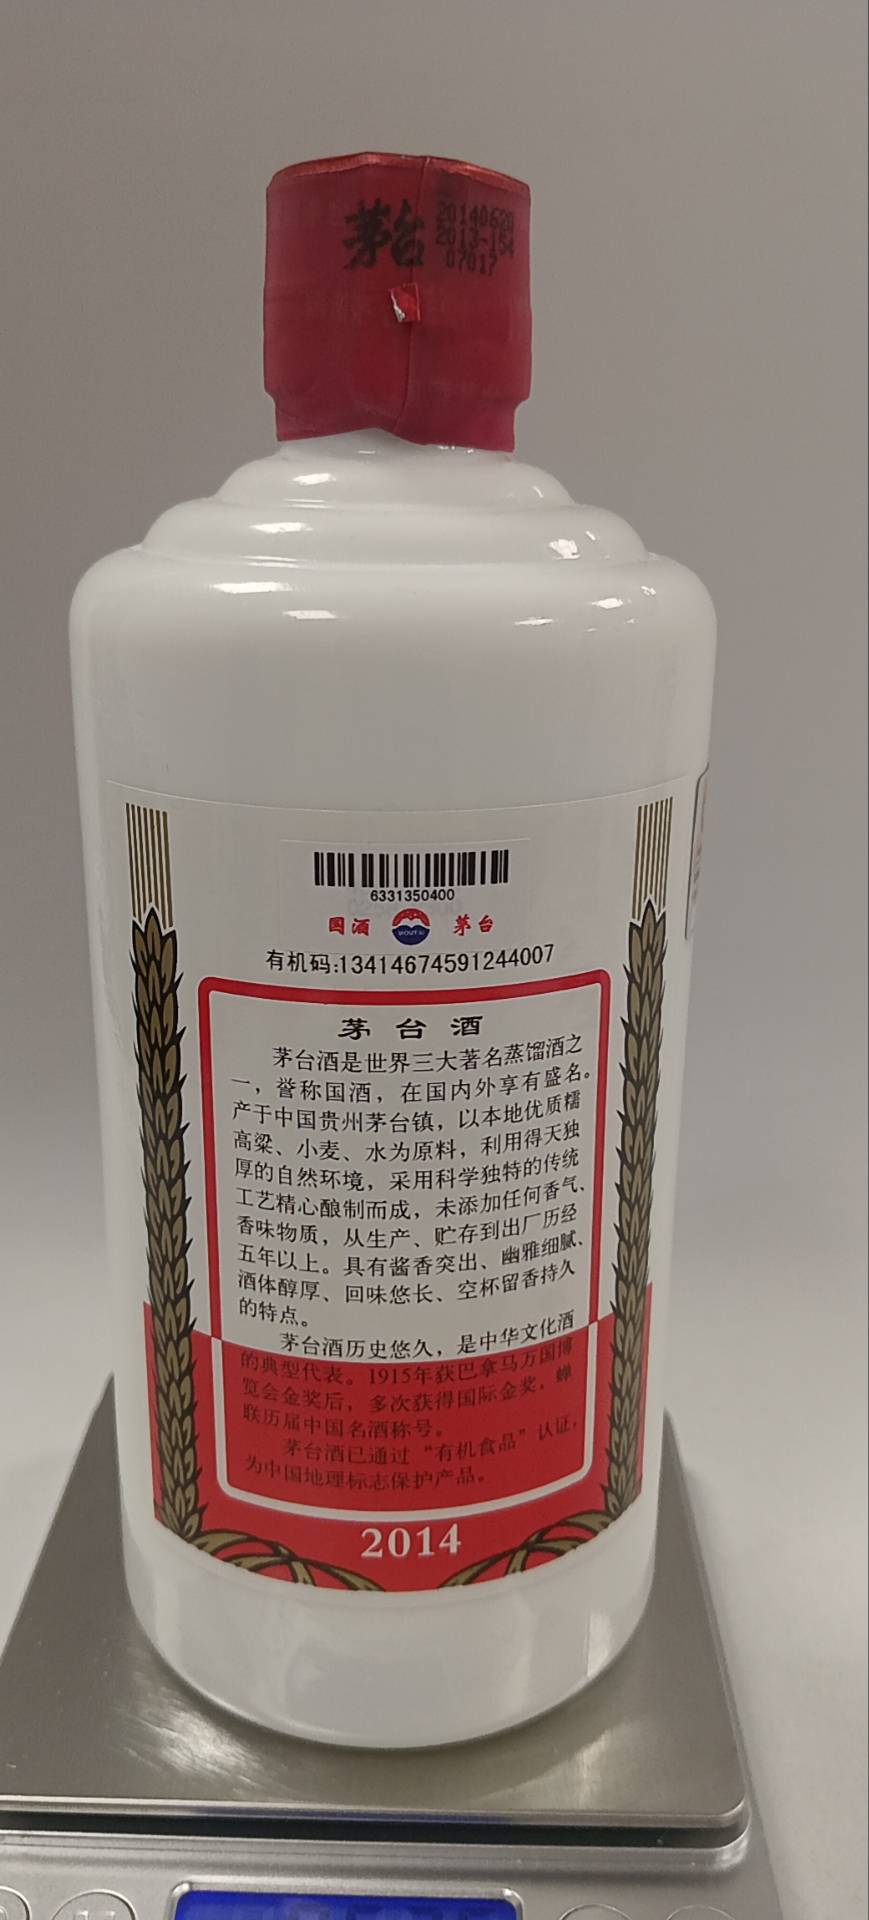 茅台
20140620
2013-154
07017
6331350400
国酒 MOUTAI 茅台
有机码:13414674591244007
茅台酒
茅台酒是世界三大著名蒸馏酒之
一，誉称国酒，在国内外享有盛名。
产于中国贵州茅台镇，以本地优质糯
高粱、小麦、水为原料，利用得天独
厚的自然环境，采用科学独特的传统
工艺精心酿制而成，未添加任何香气、
香味物质，从生产、贮存到出厂历经
五年以上。具有酱香突出、幽雅细腻、
酒体醇厚、回味悠长、空杯留香持久
的特点。
茅台酒历史悠久，是中华文化酒
的典型代表。1915年获巴拿马万国博
览会金奖后，多次获得国际金奖，蝉
联历届中国名酒称号。
茅台酒已通过“有机食品”认证，
为中国地理标志保护产品。
2014